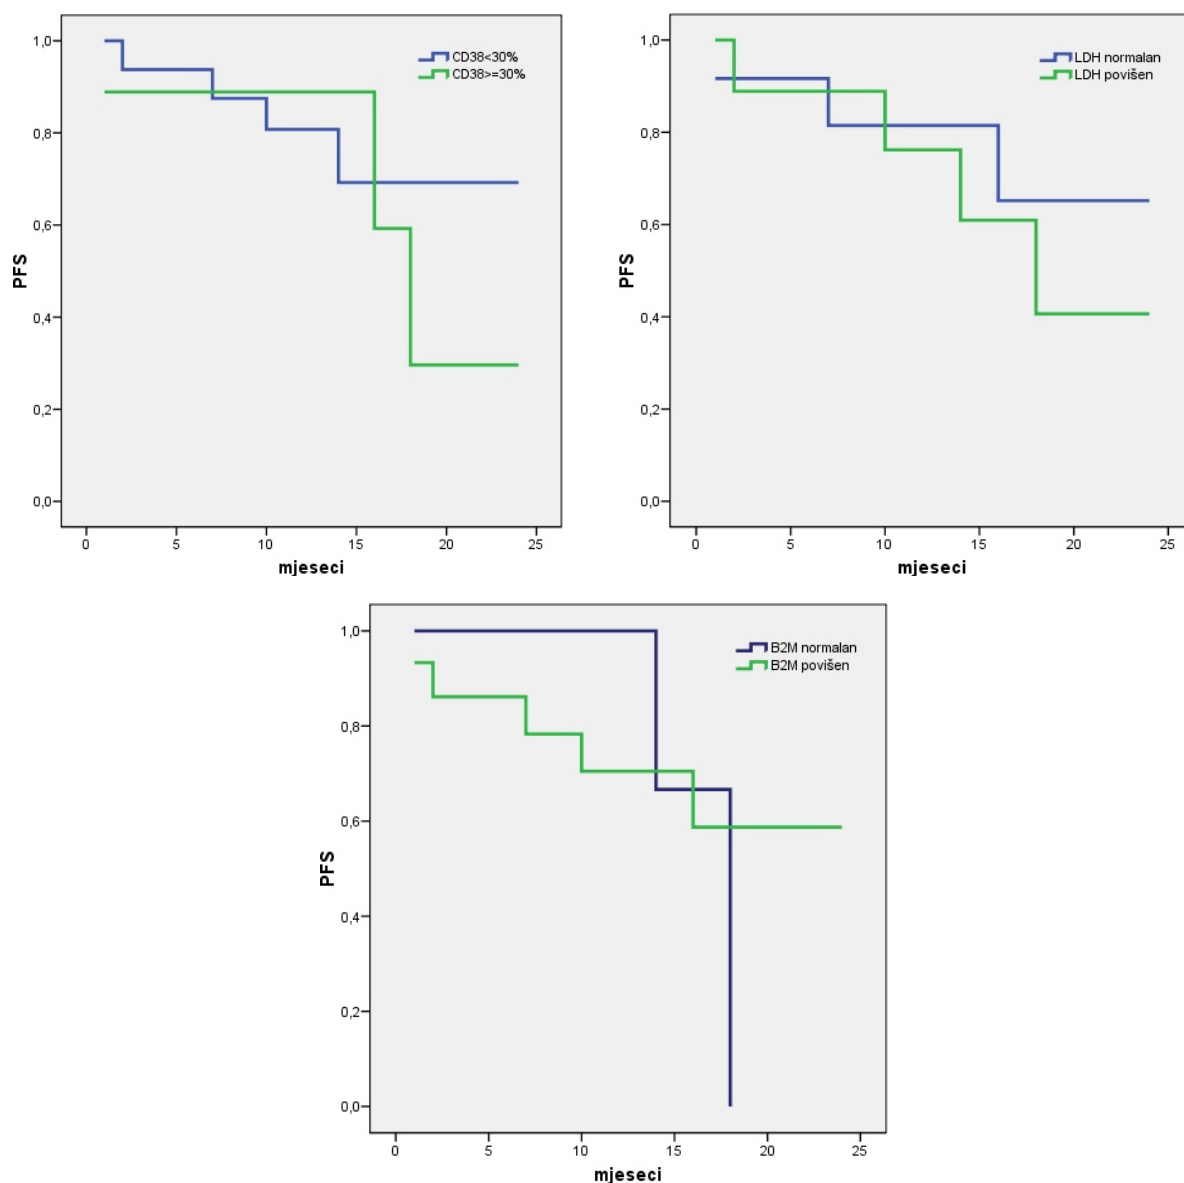 1,0
0,8
0,6
0,4
0,2
0,0
PFS
CD38<30%
CD38>=30%
0 5 10 15 20 25
mjeseci
1,0
0,8
0,6
0,4
0,2
0,0
PFS
LDH normalan
LDH povišen
0 5 10 15 20 25
mjeseci
1,0
0,8
0,6
0,4
0,2
0,0
PFS
B2M normalan
B2M povišen
0 5 10 15 20 25
mjeseci